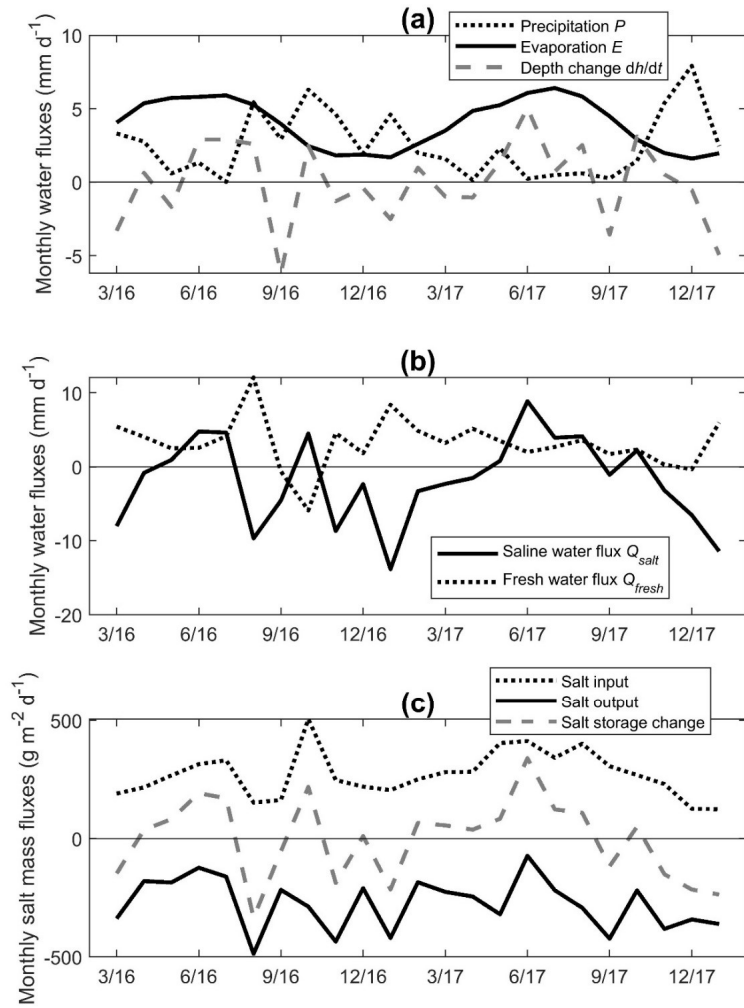 (a)
Precipitation P
Evaporation E
Depth change dh/dt
Monthly water fluxes (mm d⁻¹)
10
5
0
-5
3/16 6/16 9/16 12/16 3/17 6/17 9/17 12/17
(b)
Monthly water fluxes (mm d⁻¹)
10
0
-10
-20
Saline water flux Q_salt
Fresh water flux Q_fresh
3/16 6/16 9/16 12/16 3/17 6/17 9/17 12/17
(c)
Salt input
Salt output
Salt storage change
Monthly salt mass fluxes (g m⁻² d⁻¹)
500
0
-500
3/16 6/16 9/16 12/16 3/17 6/17 9/17 12/17